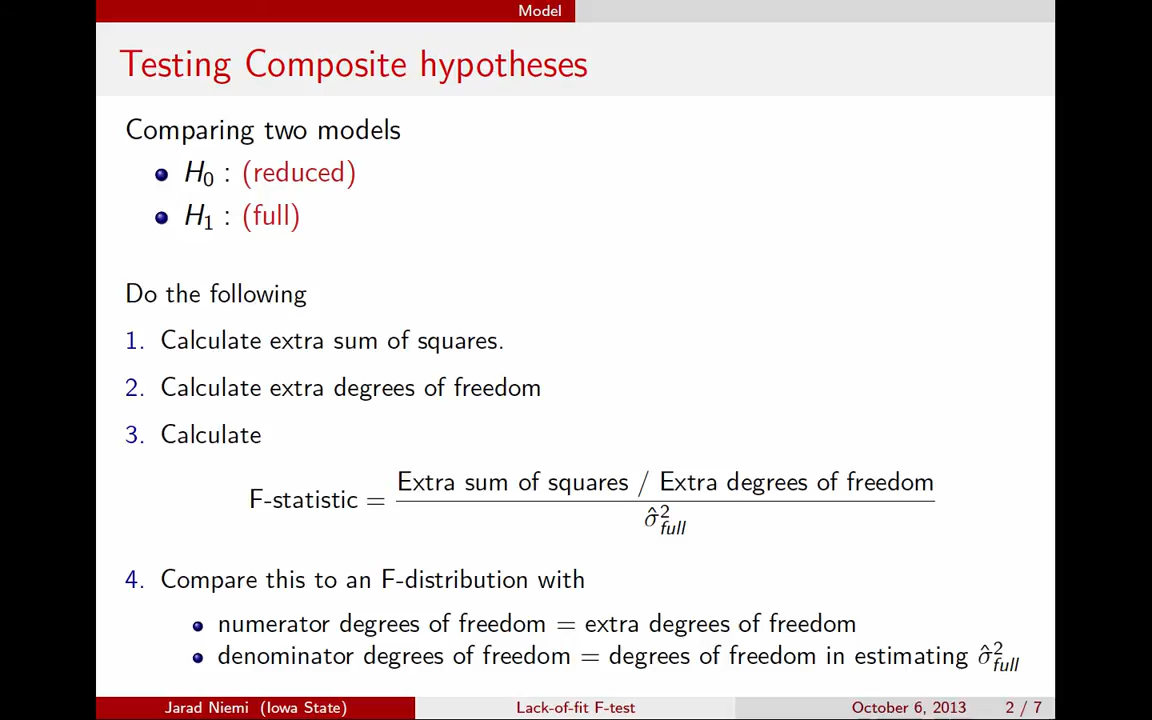 Model
Testing Composite hypotheses
Comparing two models
H₀ : (reduced)
H₁ : (full)
Do the following
1. Calculate extra sum of squares.
2. Calculate extra degrees of freedom
3. Calculate
F-statistic = Extra sum of squares / Extra degrees of freedom
σ̂²full
4. Compare this to an F-distribution with
numerator degrees of freedom = extra degrees of freedom
denominator degrees of freedom = degrees of freedom in estimating σ̂²full
Jarad Niemi (Iowa State) Lack-of-fit F-test October 6, 2013 2 / 7